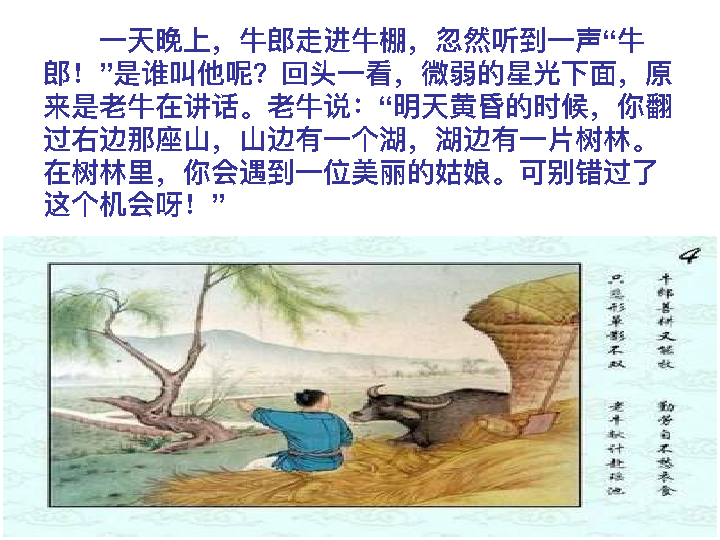 一天晚上，牛郎走进牛棚，忽然听到一声“牛
郎！”是谁叫他呢？回头一看，微弱的星光下面，原
来是老牛在讲话。老牛说：“明天黄昏的时候，你翻
过右边那座山，山边有一个湖，湖边有一片树林。
在树林里，你会遇到一位美丽的姑娘。可别错过了
这个机会呀！”
4
牛郎善耕又能牧
勤劳自不愁衣食
只悲形单影不双
老牛献计赴瑶池